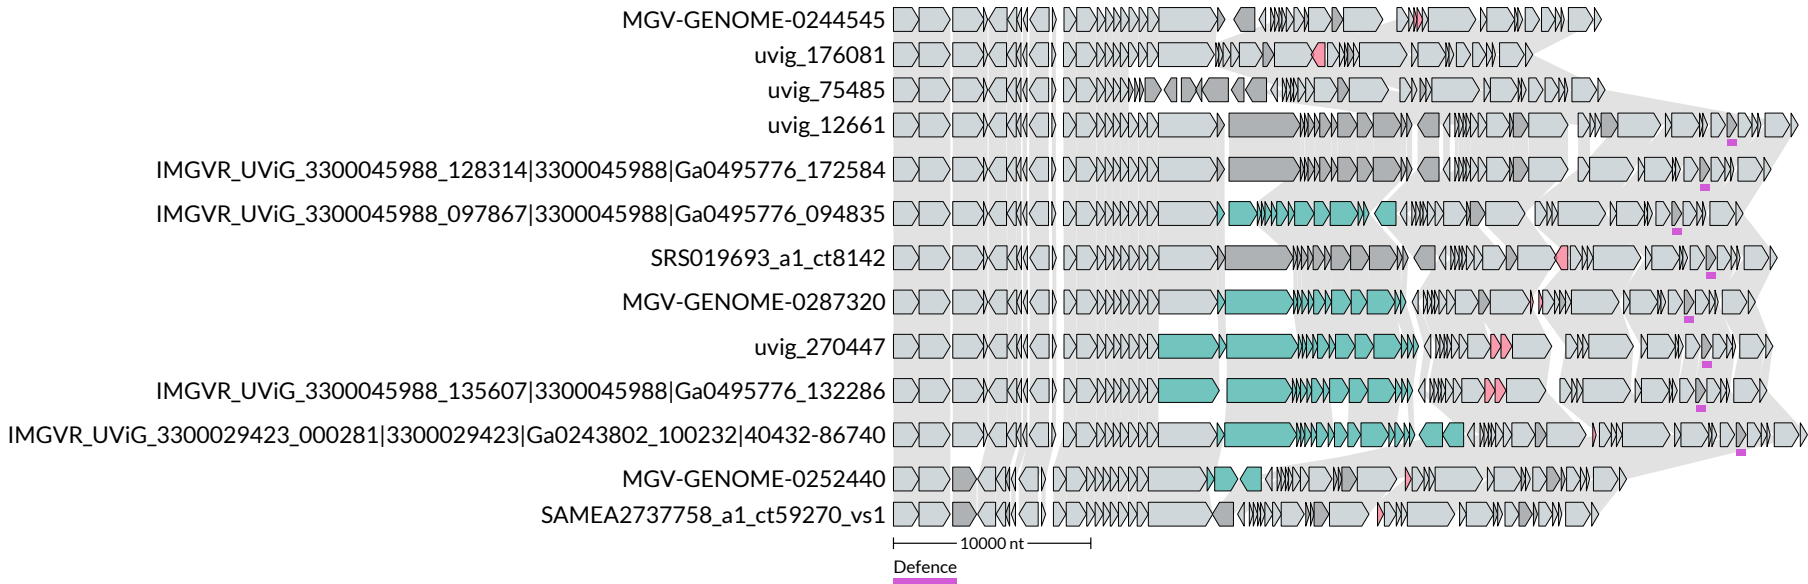 MGV-GENOME-0244545
uvig_176081
uvig_75485
uvig_12661
IMGVR_UViG_3300045988_128314|3300045988|Ga0495776_172584
IMGVR_UViG_3300045988_097867|3300045988|Ga0495776_094835
SRS019693_a1_ct8142
MGV-GENOME-0287320
uvig_270447
IMGVR_UViG_3300045988_135607|3300045988|Ga0495776_132286
IMGVR_UViG_3300029423_000281|3300029423|Ga0243802_100232|40432-86740
MGV-GENOME-0252440
SAMEA2737758_a1_ct59270_vs1
10000 nt
Defence